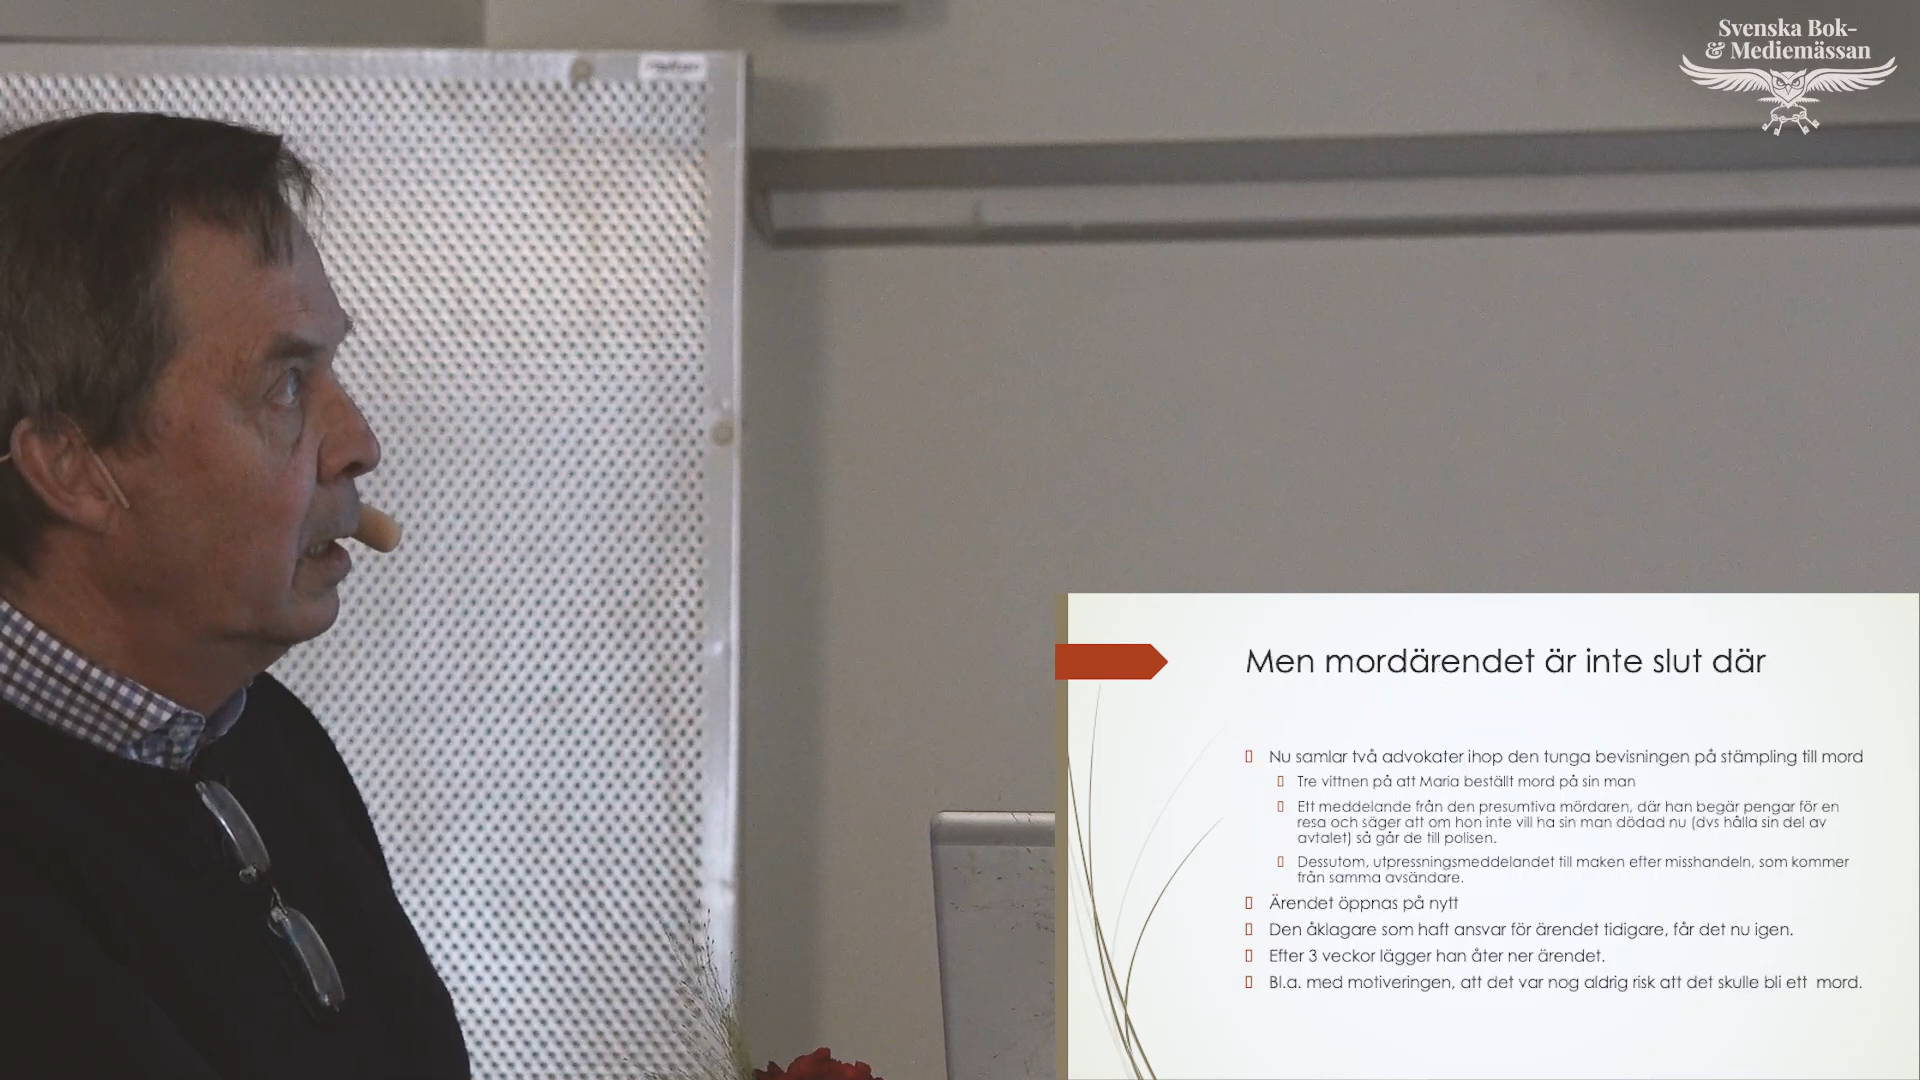 Svenska Bok-
& Mediemässan
Men mordärendet är inte slut där
Nu samlar två advokater ihop den tunga bevisningen på stämpling till mord
Tre vittnen på att Maria beställt mord på sin man
Ett meddelande från den presumtiva mördaren, där han begär pengar för en
resa och säger att om hon inte vill ha sin man dödad nu (dvs hålla sin del av
avtalet) så går de till polisen.
Dessutom, utpressningsmeddelandet till maken efter misshandeln, som kommer
från samma avsändare.
Ärendet öppnas på nytt
Den åklagare som haft ansvar för ärendet tidigare, får det nu igen.
Efter 3 veckor lägger han åter ner ärendet.
Bl.a. med motiveringen, att det var nog aldrig risk att det skulle bli ett mord.